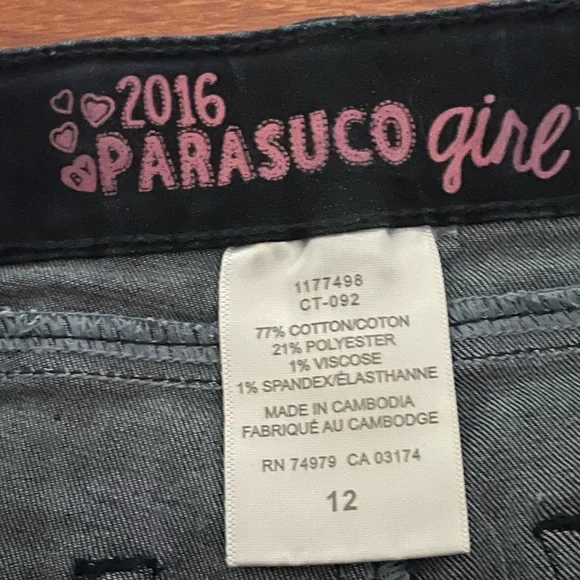 2016
BY PARASUCO girl
1177498
CT-092
77% COTTON/COTON
21% POLYESTER
1% VISCOSE
1% SPANDEX/ÉLASTHANNE
MADE IN CAMBODIA
FABRIQUÉ AU CAMBODGE
RN 74979 CA 03174
12